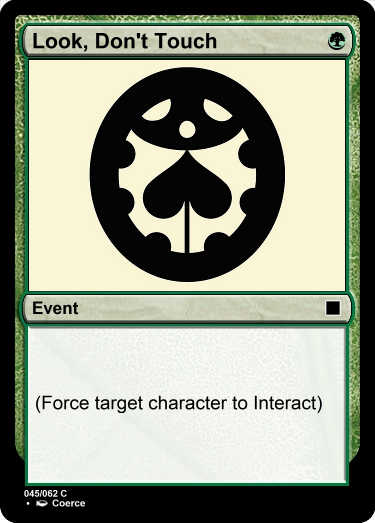 Look, Don't Touch
Event
(Force target character to Interact)
045/062 C
• Coerce